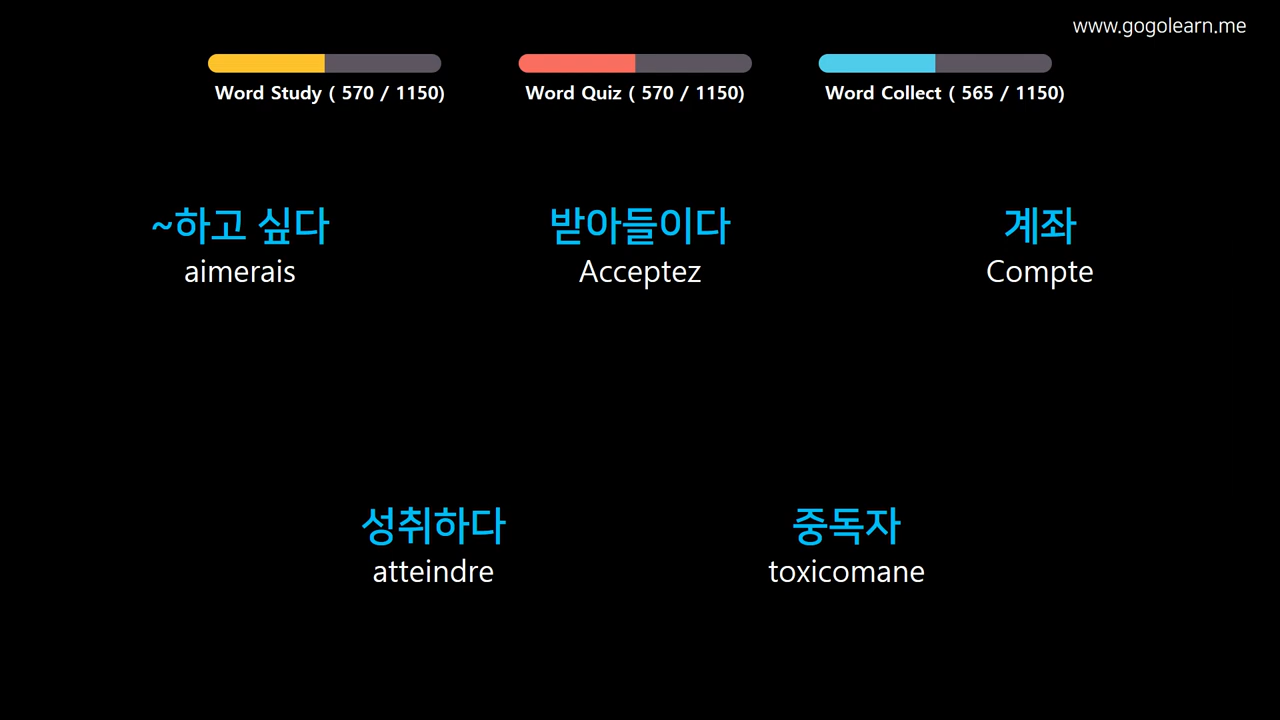 www.gogolearn.me
Word Study ( 570 / 1150)
Word Quiz ( 570 / 1150)
Word Collect ( 565 / 1150)
~하고 싶다
aimerais
받아들이다
Acceptez
계좌
Compte
성취하다
atteindre
중독자
toxicomane